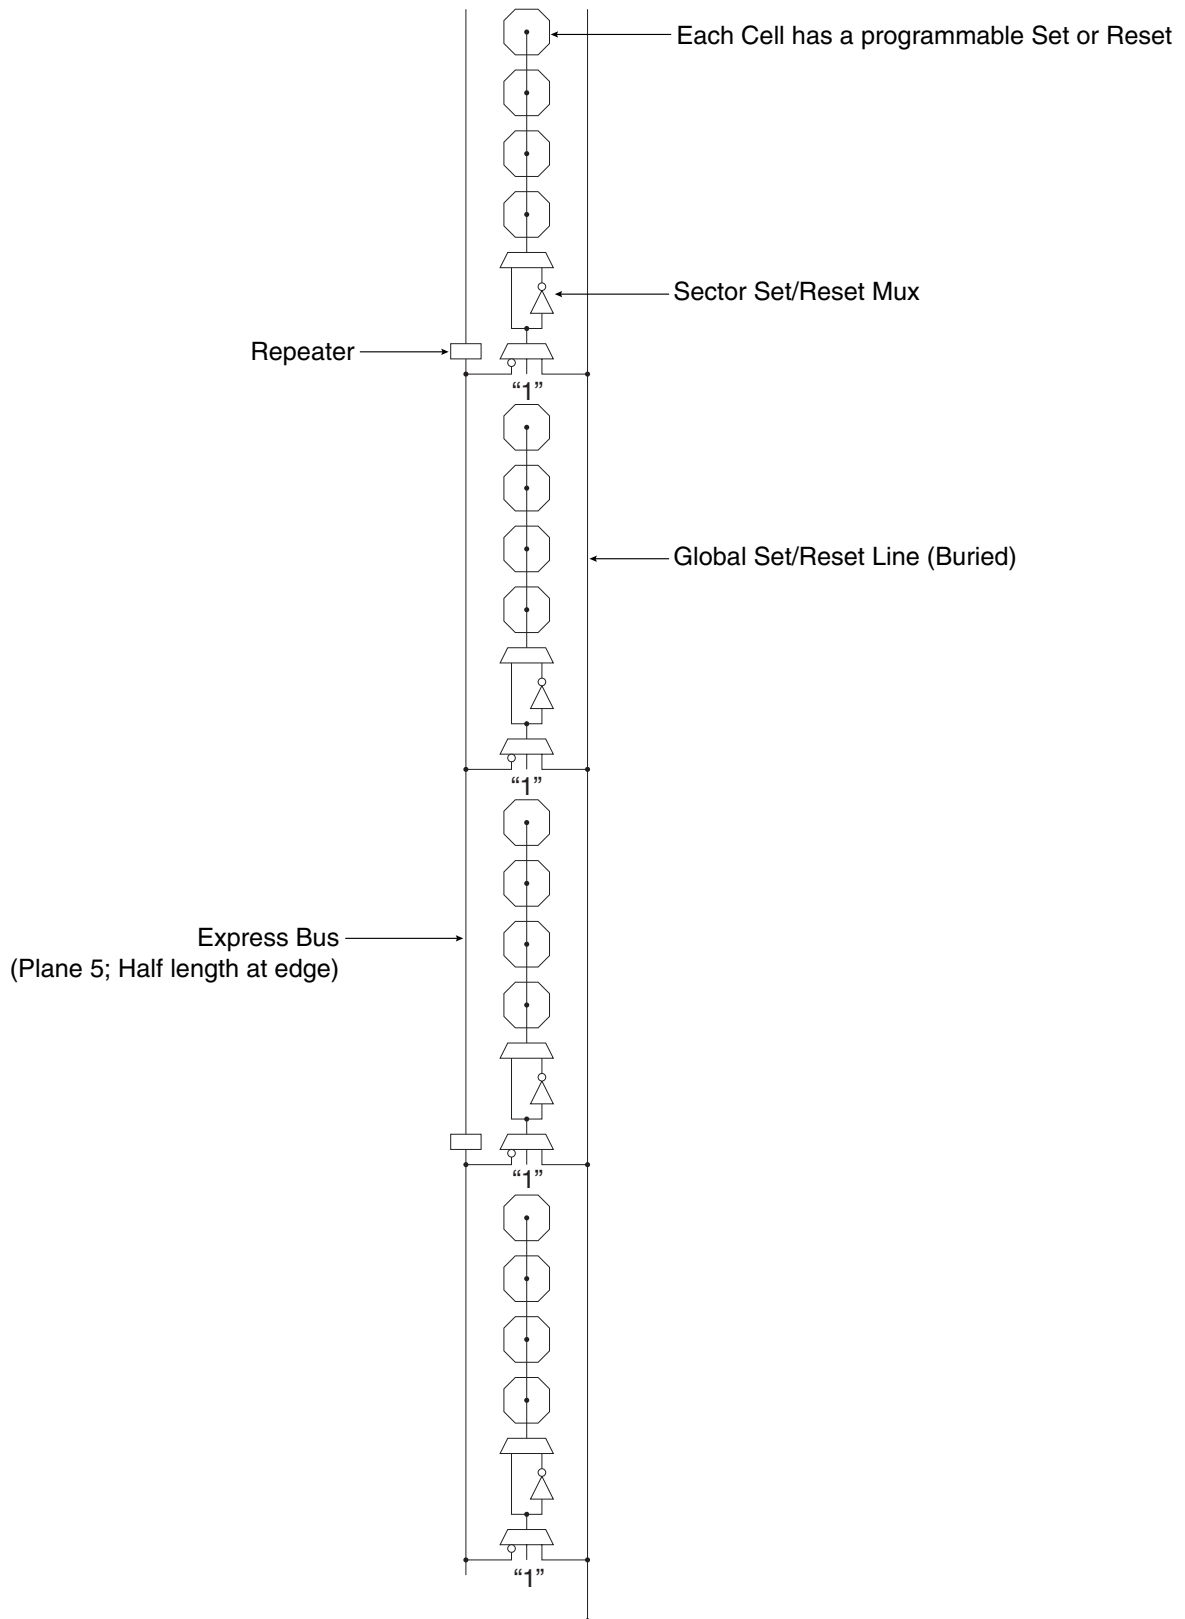 Each Cell has a programmable Set or Reset
Sector Set/Reset Mux
Repeater
“1”
Global Set/Reset Line (Buried)
“1”
Express Bus
(Plane 5; Half length at edge)
“1”
“1”